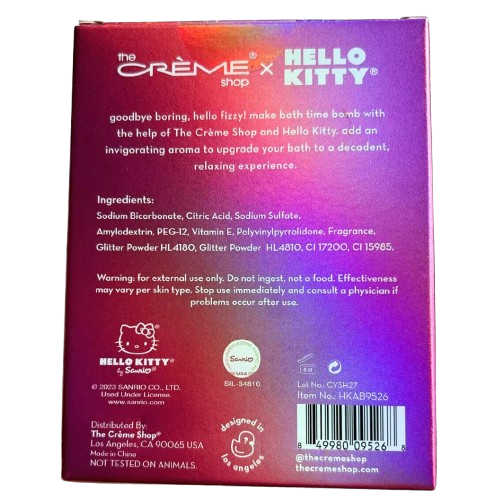 the CRÈME® shop x HELLO KITTY®
goodbye boring, hello fizzy! make bath time bomb with
the help of The Crème Shop and Hello Kitty. add an
invigorating aroma to upgrade your bath to a decadent,
relaxing experience.
Ingredients:
Sodium Bicarbonate, Citric Acid, Sodium Sulfate,
Amylodextrin, PEG-12, Vitamin E, Polyvinylpyrrolidone, Fragrance,
Glitter Powder HL4180, Glitter Powder HL4810, CI 17200, CI 15985.
Warning: for external use only. Do not ingest, not a food. Effectiveness
may vary per skin type. Stop use immediately and consult a physician if
problems occur after use.
HELLO KITTY®
by Sanrio®
© 2023 SANRIO CO., LTD.
Used Under License.
www.sanrio.com
Sanrio
USA
SIL-34810
6M
Lot No.: CYSH27
Item No.: HKAB9526
Distributed By:
The Crème Shop®
Los Angeles, CA 90065 USA
Made in China
NOT TESTED ON ANIMALS.
designed in
los angeles
8 49980 09526 8
@thecremeshop
thecremeshop.com